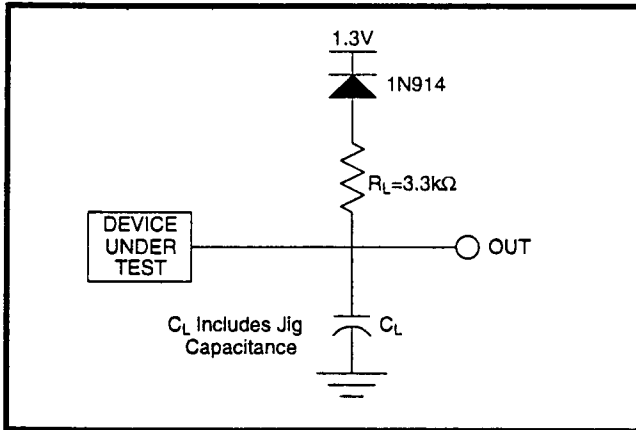 1.3V
1N914
R_L=3.3kΩ
DEVICE
UNDER
TEST
OUT
C_L Includes Jig
Capacitance
C_L